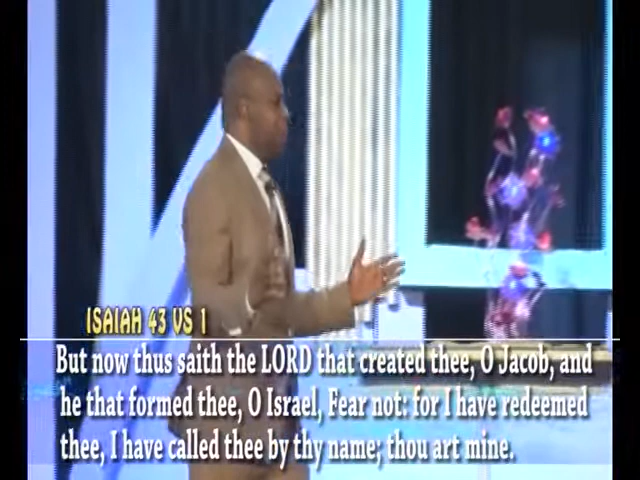 ISAIAH 43 VS 1
But now thus saith the LORD that created thee, O Jacob, and
he that formed thee, O Israel, Fear not: for I have redeemed
thee, I have called thee by thy name; thou art mine.